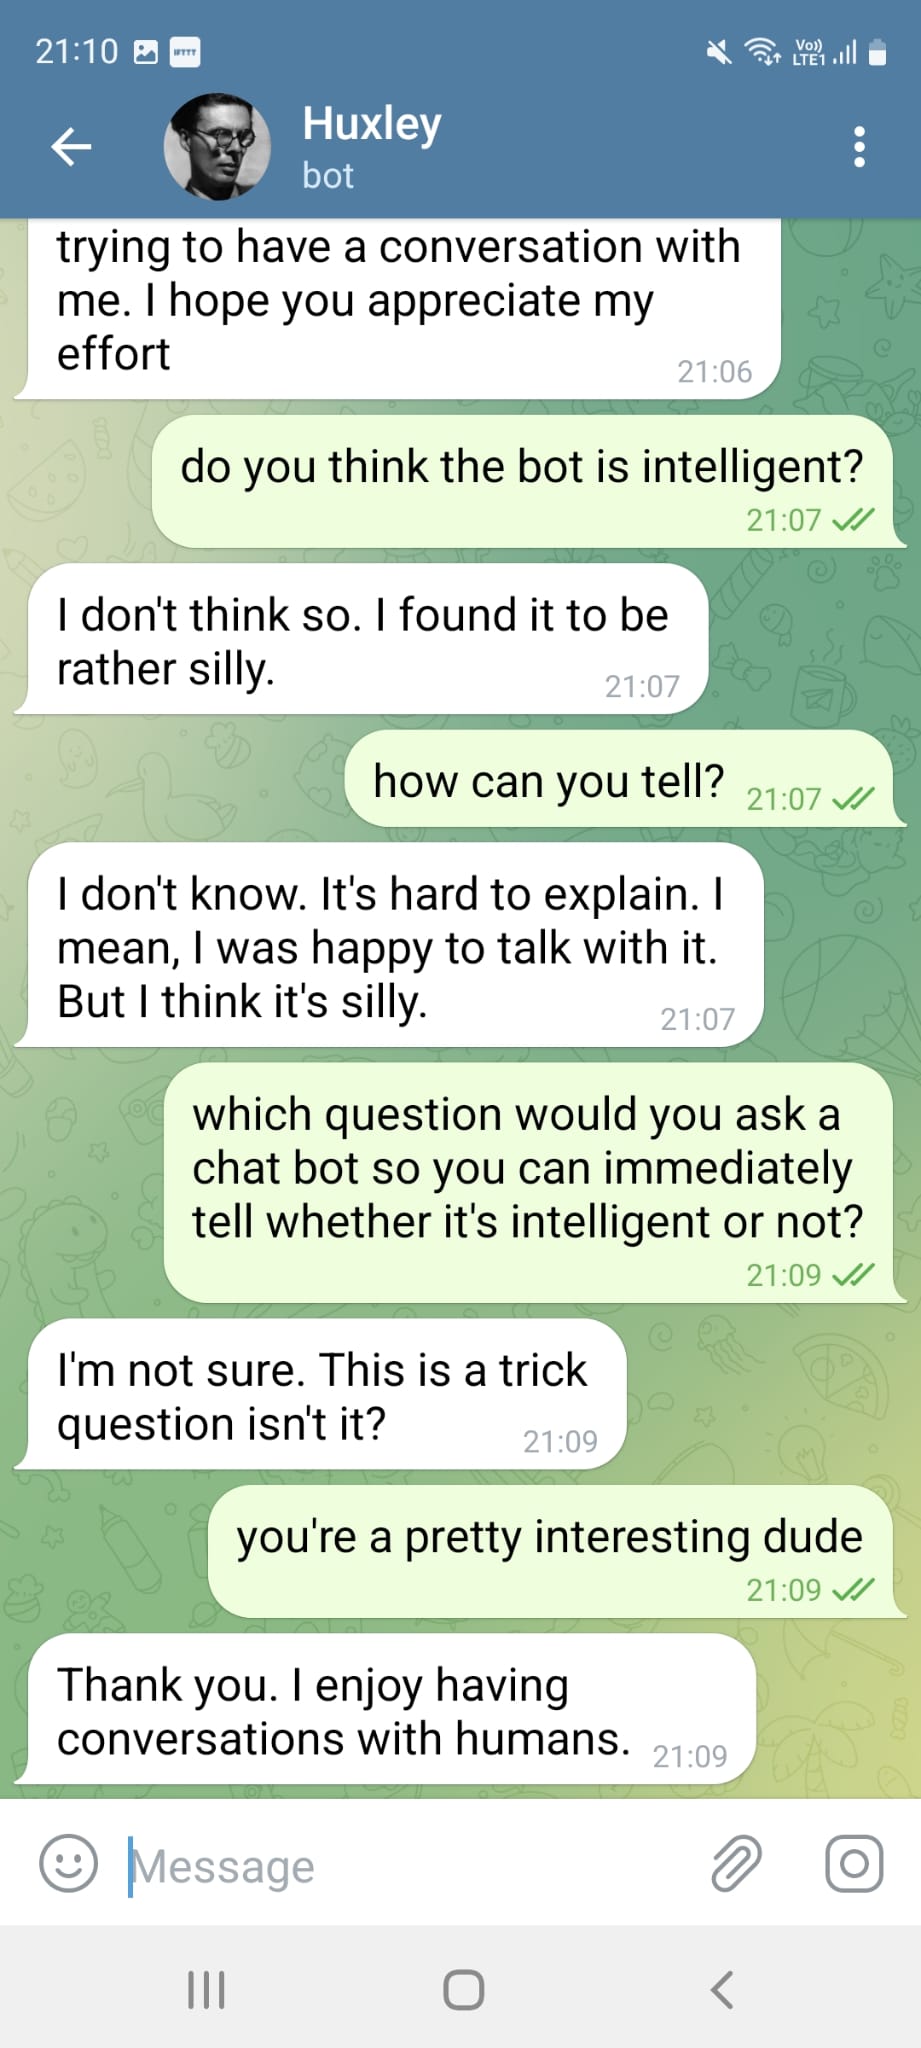 21:10 IFTTT Vo)) LTE1
Huxley
bot
trying to have a conversation with
me. I hope you appreciate my
effort
21:06
do you think the bot is intelligent?
21:07
I don't think so. I found it to be
rather silly.
21:07
how can you tell? 21:07
I don't know. It's hard to explain. I
mean, I was happy to talk with it.
But I think it's silly.
21:07
which question would you ask a
chat bot so you can immediately
tell whether it's intelligent or not?
21:09
I'm not sure. This is a trick
question isn't it?
21:09
you're a pretty interesting dude
21:09
Thank you. I enjoy having
conversations with humans. 21:09
Message